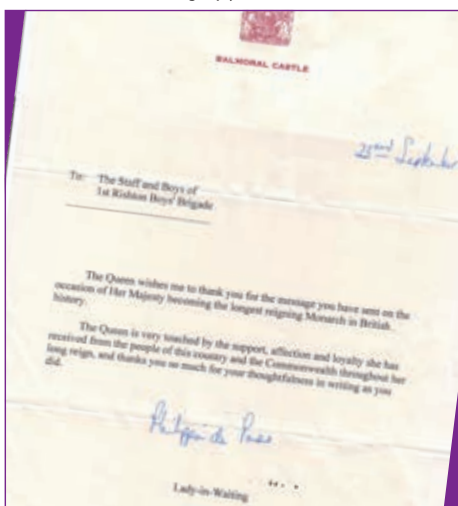 BALMORAL CASTLE
September
To: The Staff and Boys of
1st Rishton Boys' Brigade
The Queen wishes me to thank you for the message you have sent on the
occasion of Her Majesty becoming the longest reigning Monarch in British
history.
The Queen is very touched by the support, affection and loyalty she has
received from the people of this country and the Commonwealth throughout her
long reign, and thanks you so much for your thoughtfulness in writing as you
did.
Philippa de Pass
Lady-in-Waiting